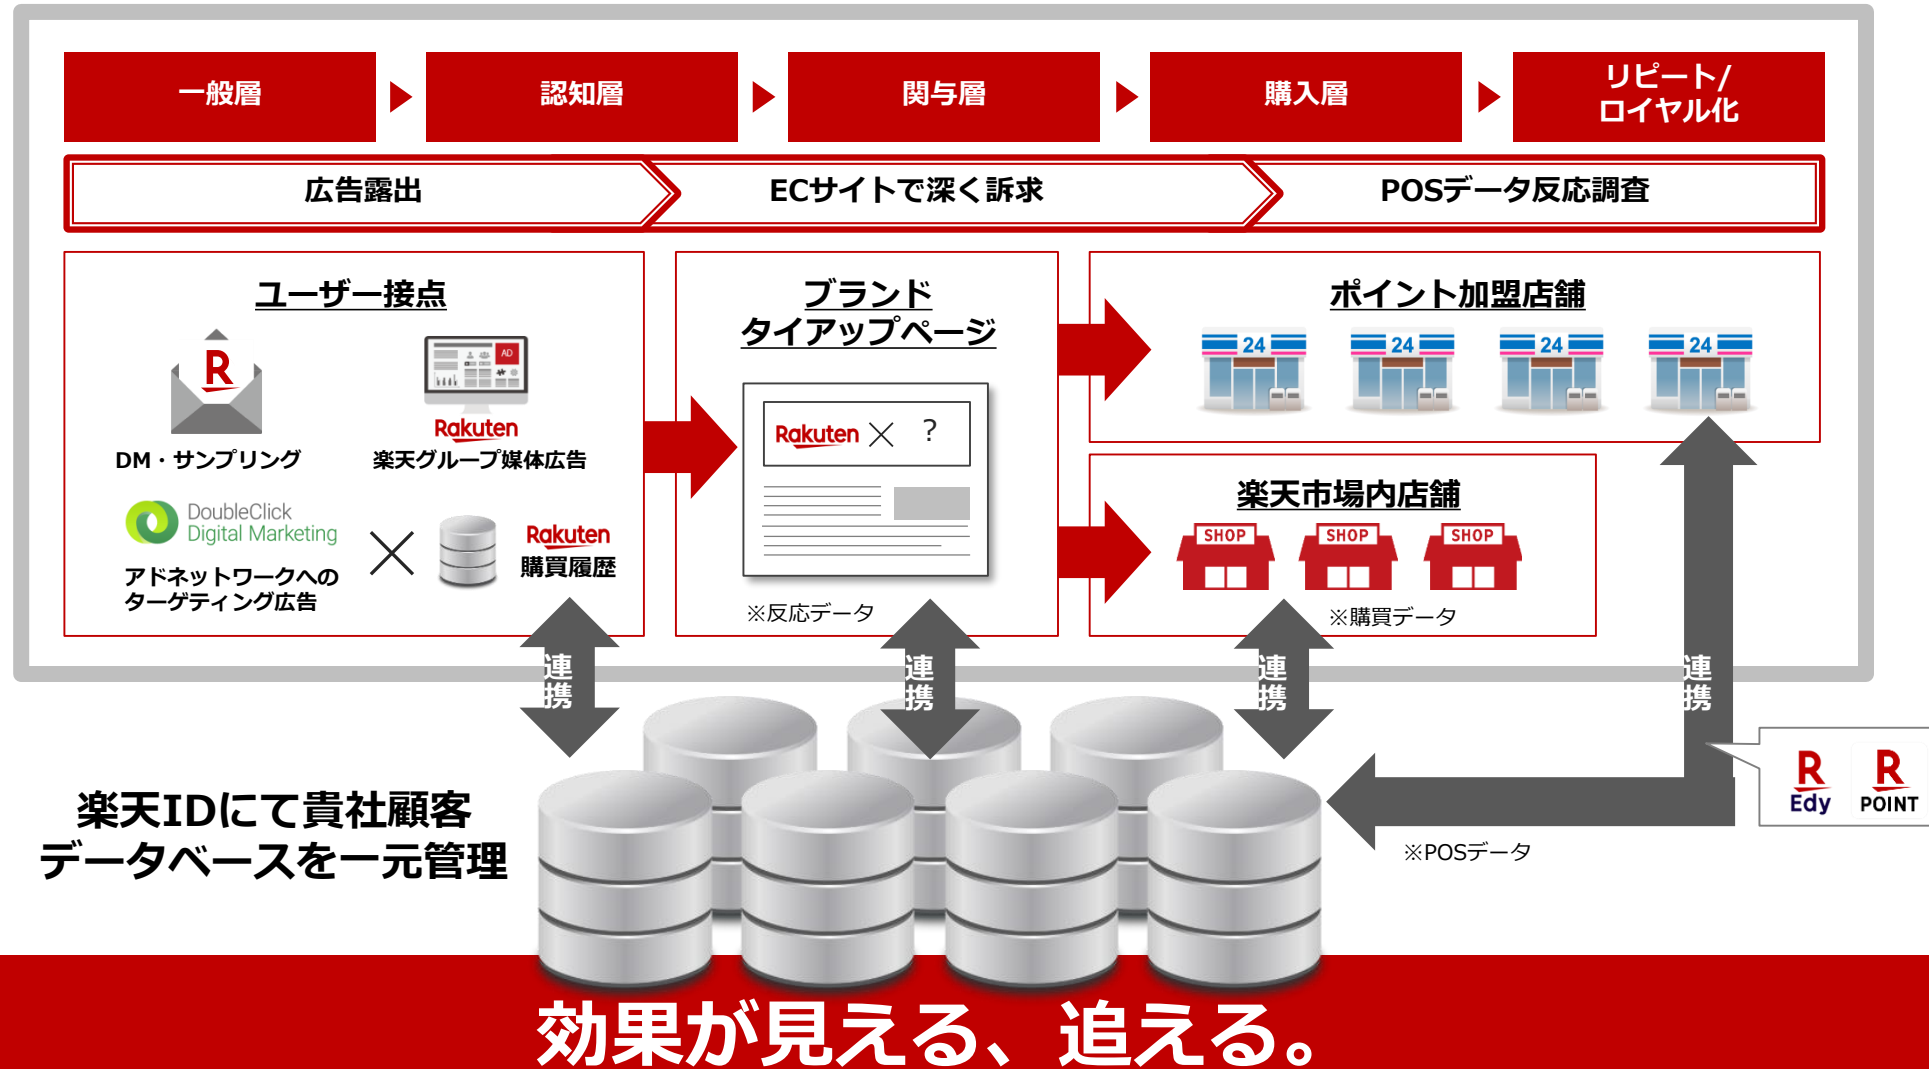 一般層
認知層
関与層
購入層
リピート/
ロイヤル化
広告露出
ECサイトで深く訴求
POSデータ反応調査
ユーザー接点
R
DM・サンプリング
AD
Rakuten
楽天グループ媒体広告
DoubleClick
Digital Marketing
アドネットワークへの
ターゲティング広告
Rakuten
購買履歴
ブランド
タイアップページ
Rakuten × ?
※反応データ
ポイント加盟店舗
24
24
24
24
楽天市場内店舗
SHOP
SHOP
SHOP
※購買データ
連携
連携
連携
連携
R
Edy
R
POINT
※POSデータ
楽天IDにて貴社顧客
データベースを一元管理
効果が見える、追える。